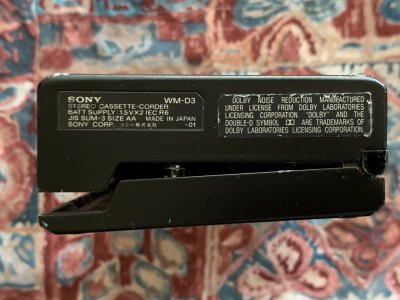 SONY WM-D3
STEREO CASSETTE-CORDER
BATT SUPPLY: 1.5V X 2 IEC R6
JIS SUM-3 SIZE AA MADE IN JAPAN
SONY CORP. ソニー株式会社 -01
DOLBY NOISE REDUCTION MANUFACTURED
UNDER LICENSE FROM DOLBY LABORATORIES
LICENSING CORPORATION. "DOLBY" AND THE
DOUBLE-D SYMBOL ARE TRADEMARKS OF
DOLBY LABORATORIES LICENSING CORPORATION.